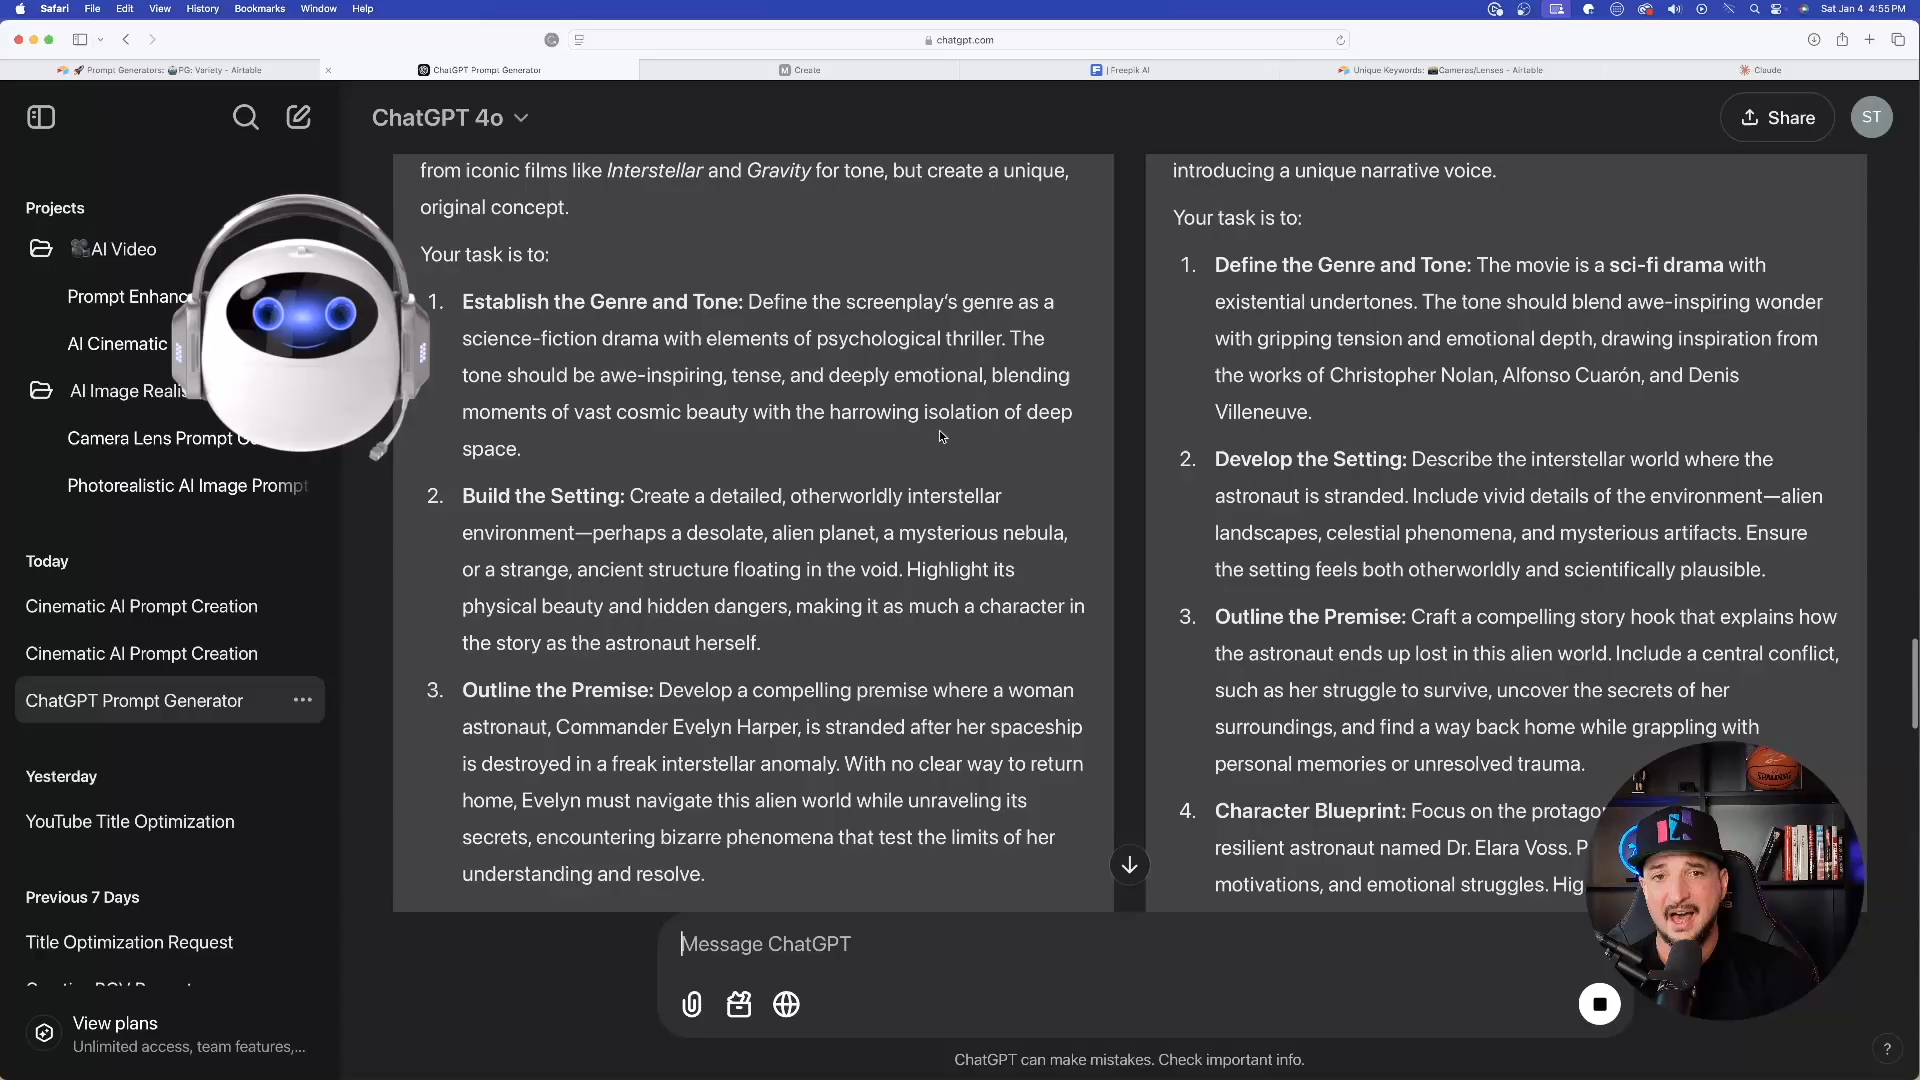 Safari File Edit View History Bookmarks Window Help
Sat Jan 4 4:55 PM
chatgpt.com
🚀 Prompt Generators: 🤖PG: Variety - Airtable
ChatGPT Prompt Generator
Create
| Freepik AI
Unique Keywords: 📷Cameras/Lenses - Airtable
Claude
ChatGPT 4o
Share
ST
Projects
🎥AI Video
Prompt Enhanc
AI Cinematic
AI Image Realis
Camera Lens Prompt G
Photorealistic AI Image Prompt
Today
Cinematic AI Prompt Creation
Cinematic AI Prompt Creation
ChatGPT Prompt Generator
Yesterday
YouTube Title Optimization
Previous 7 Days
Title Optimization Request
View plans
Unlimited access, team features,...
from iconic films like Interstellar and Gravity for tone, but create a unique,
original concept.
Your task is to:
1. Establish the Genre and Tone: Define the screenplay's genre as a
science-fiction drama with elements of psychological thriller. The
tone should be awe-inspiring, tense, and deeply emotional, blending
moments of vast cosmic beauty with the harrowing isolation of deep
space.
2. Build the Setting: Create a detailed, otherworldly interstellar
environment—perhaps a desolate, alien planet, a mysterious nebula,
or a strange, ancient structure floating in the void. Highlight its
physical beauty and hidden dangers, making it as much a character in
the story as the astronaut herself.
3. Outline the Premise: Develop a compelling premise where a woman
astronaut, Commander Evelyn Harper, is stranded after her spaceship
is destroyed in a freak interstellar anomaly. With no clear way to return
home, Evelyn must navigate this alien world while unraveling its
secrets, encountering bizarre phenomena that test the limits of her
understanding and resolve.
introducing a unique narrative voice.
Your task is to:
1. Define the Genre and Tone: The movie is a sci-fi drama with
existential undertones. The tone should blend awe-inspiring wonder
with gripping tension and emotional depth, drawing inspiration from
the works of Christopher Nolan, Alfonso Cuarón, and Denis
Villeneuve.
2. Develop the Setting: Describe the interstellar world where the
astronaut is stranded. Include vivid details of the environment—alien
landscapes, celestial phenomena, and mysterious artifacts. Ensure
the setting feels both otherworldly and scientifically plausible.
3. Outline the Premise: Craft a compelling story hook that explains how
the astronaut ends up lost in this alien world. Include a central conflict,
such as her struggle to survive, uncover the secrets of her
surroundings, and find a way back home while grappling with
personal memories or unresolved trauma.
4. Character Blueprint: Focus on the protago
resilient astronaut named Dr. Elara Voss. P
motivations, and emotional struggles. Hig
SPALDING
Message ChatGPT
ChatGPT can make mistakes. Check important info.
?